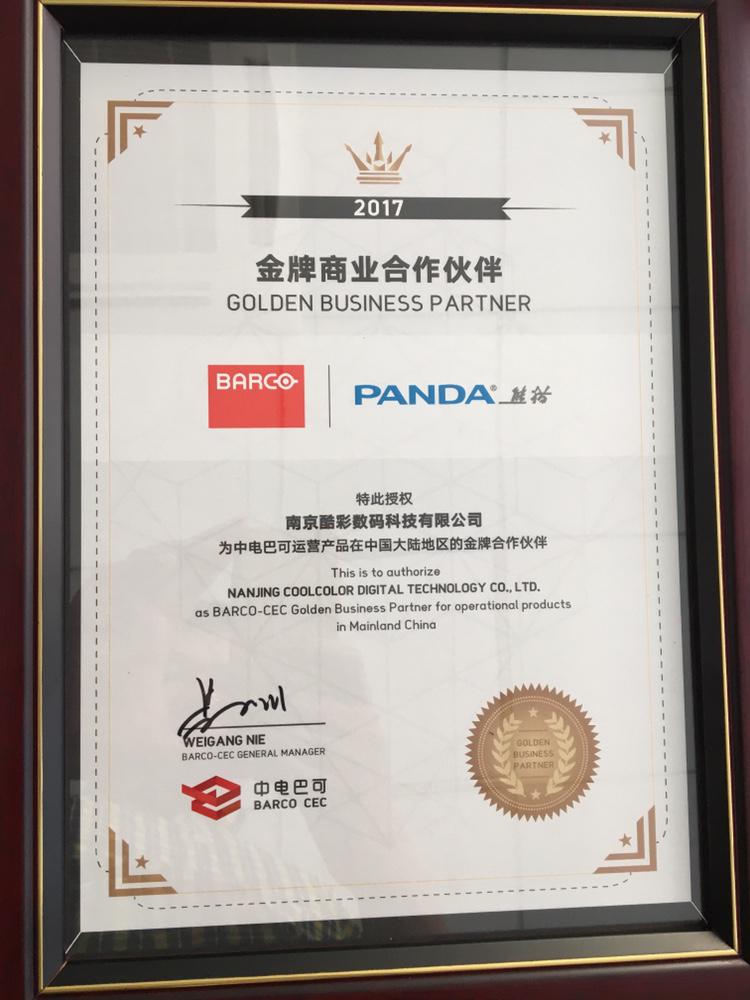 2017
金牌商业合作伙伴
GOLDEN BUSINESS PARTNER
BARCO
PANDA® 熊猫
特此授权
南京酷彩数码科技有限公司
为中电巴可运营产品在中国大陆地区的金牌合作伙伴
This is to authorize
NANJING COOLCOLOR DIGITAL TECHNOLOGY CO., LTD.
as BARCO-CEC Golden Business Partner for operational products
in Mainland China
WEIGANG NIE
BARCO-CEC GENERAL MANAGER
中电巴可
BARCO CEC
GOLDEN
BUSINESS
PARTNER